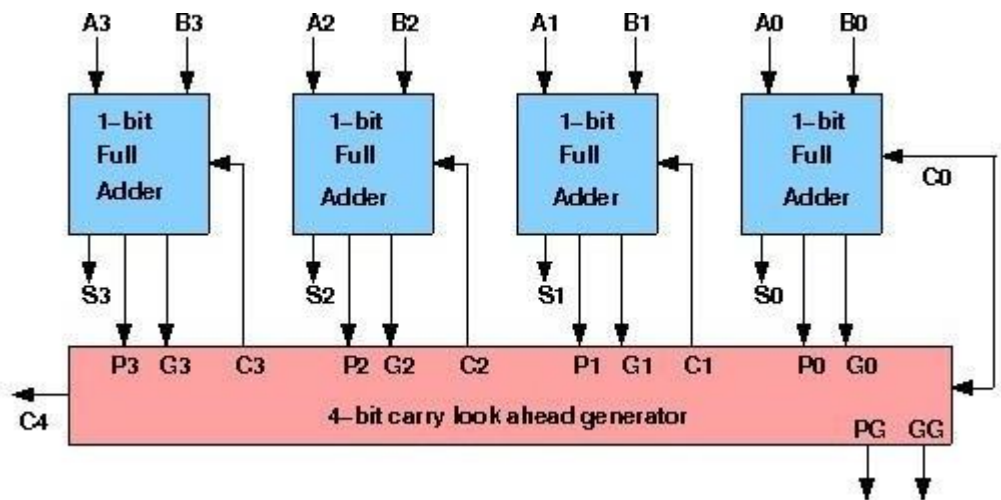 A3 B3 A2 B2 A1 B1 A0 B0
1-bit Full Adder
1-bit Full Adder
1-bit Full Adder
1-bit Full Adder
C0
S3 S2 S1 S0
P3 G3 C3 P2 G2 C2 P1 G1 C1 P0 G0
C4
4-bit carry look ahead generator
PG GG